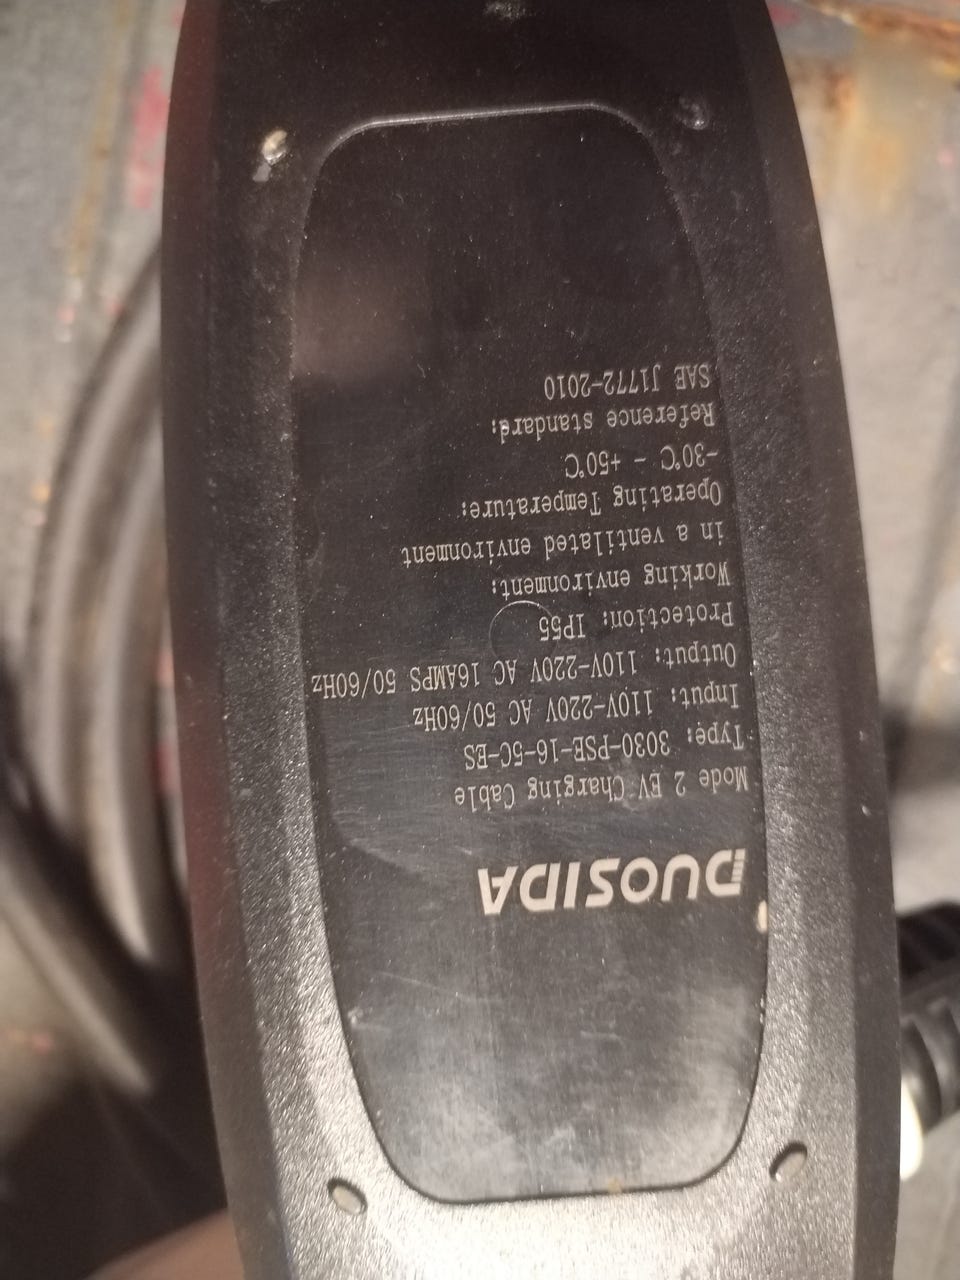 DUOSIDA
Mode 2 EV Charging Cable
Type: 3030-PSE-16-5C-ES
Input: 110V-220V AC 50/60Hz
Output: 110V-220V AC 16AMPS 50/60Hz
Protection: IP55
Working environment:
in a ventilated environment
Operating Temperature:
-30℃ - +50℃
Reference standard:
SAE J1772-2010